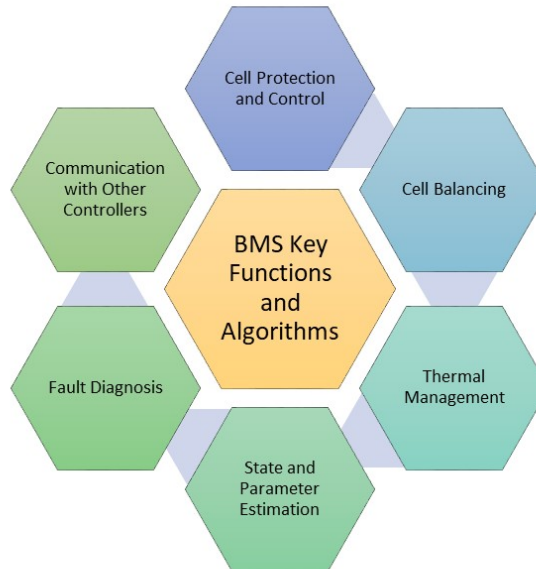 Cell Protection
and Control
Cell Balancing
Thermal
Management
State and
Parameter
Estimation
Fault Diagnosis
Communication
with Other
Controllers
BMS Key
Functions
and
Algorithms